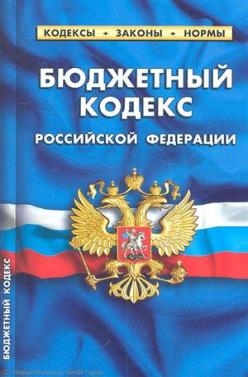 КОДЕКСЫ + ЗАКОНЫ + НОРМЫ
БЮДЖЕТНЫЙ
КОДЕКС
РОССИЙСКОЙ ФЕДЕРАЦИИ
БЮДЖЕТНЫЙ КОДЕКС